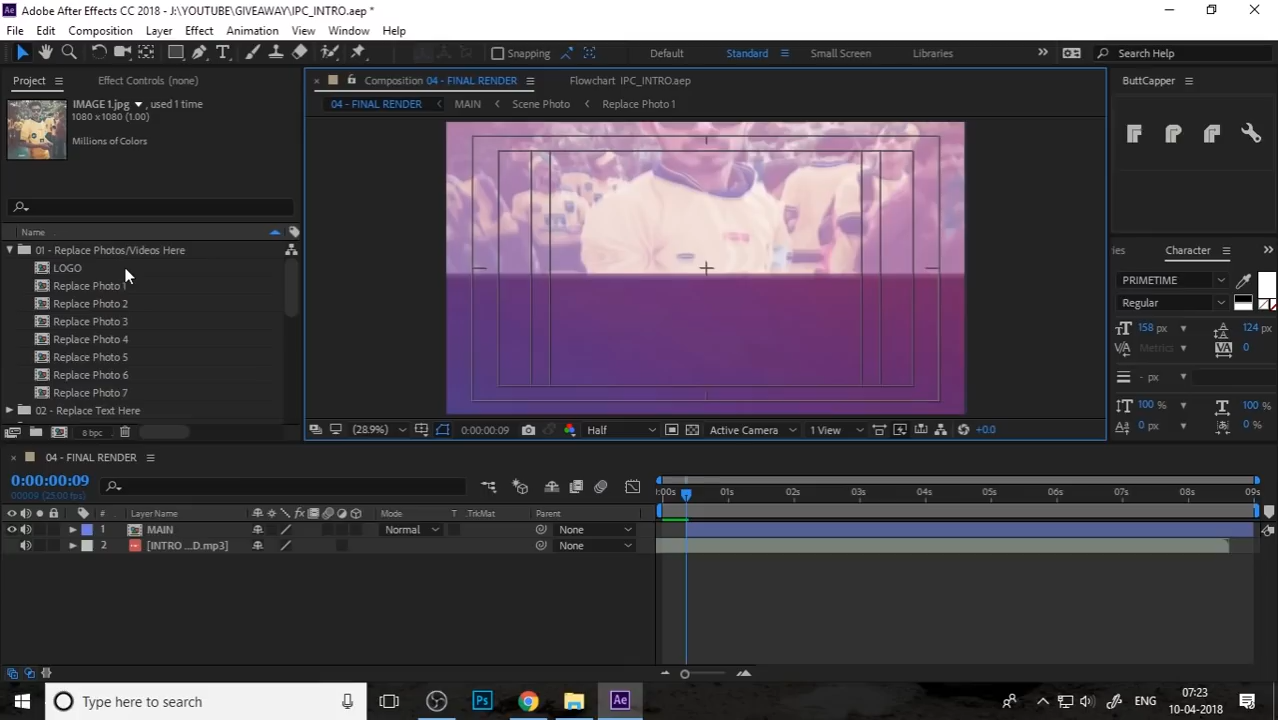 Adobe After Effects CC 2018 - J:\YOUTUBE\GIVEAWAY\IPC_INTRO.aep *
File Edit Composition Layer Effect Animation View Window Help
Snapping Default Standard Small Screen Libraries Search Help
Project Effect Controls (none) Composition 04 - FINAL RENDER Flowchart IPC_INTRO.aep ButtCapper
IMAGE 1.jpg , used 1 time
1080 x 1080 (1.00)
Millions of Colors
04 - FINAL RENDER MAIN Scene Photo Replace Photo 1
Name
01 - Replace Photos/Videos Here
LOGO
Replace Photo 1
Replace Photo 2
Replace Photo 3
Replace Photo 4
Replace Photo 5
Replace Photo 6
Replace Photo 7
02 - Replace Text Here
Character
PRIMETIME
Regular
158 px 124 px
Metrics 0
- px
100 % 100 %
0 px 0 %
8 bpc
(28.9%) 0:00:00:09 Half Active Camera 1 View +0.0
04 - FINAL RENDER
0:00:00:09
00009 (25.00 fps)
:00s 01s 02s 03s 04s 05s 06s 07s 08s 09s
# Layer Name Mode T .TrkMat Parent
1 MAIN Normal None
2 [INTRO ...D.mp3] None
Type here to search
ENG
07:23
10-04-2018